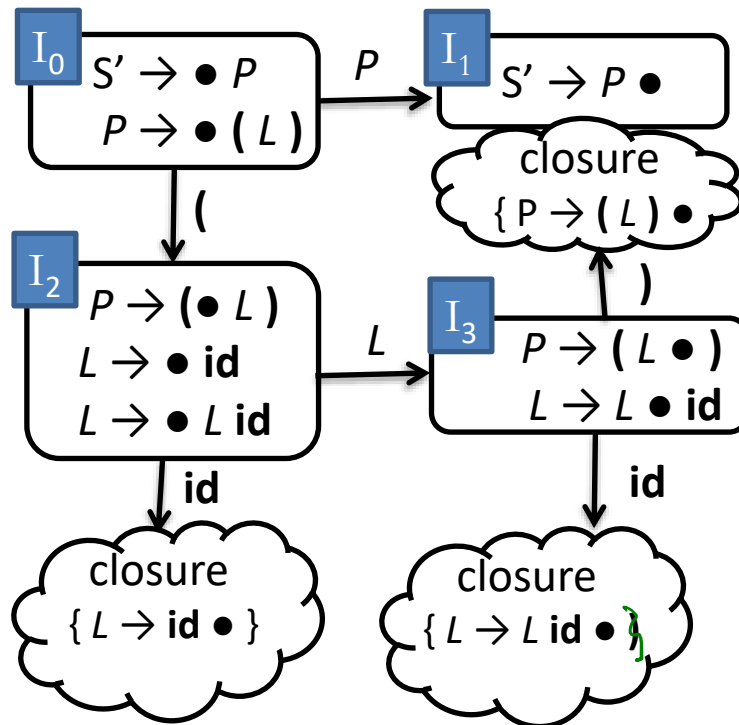 I₀
S' → ● P
P → ● ( L )
P
I₁
S' → P ●
closure
{ P → ( L ) ●
(
)
I₂
P → (● L )
L → ● id
L → ● L id
L
I₃
P → ( L ● )
L → L ● id
id
id
closure
{ L → id ● }
closure
{ L → L id ● )}